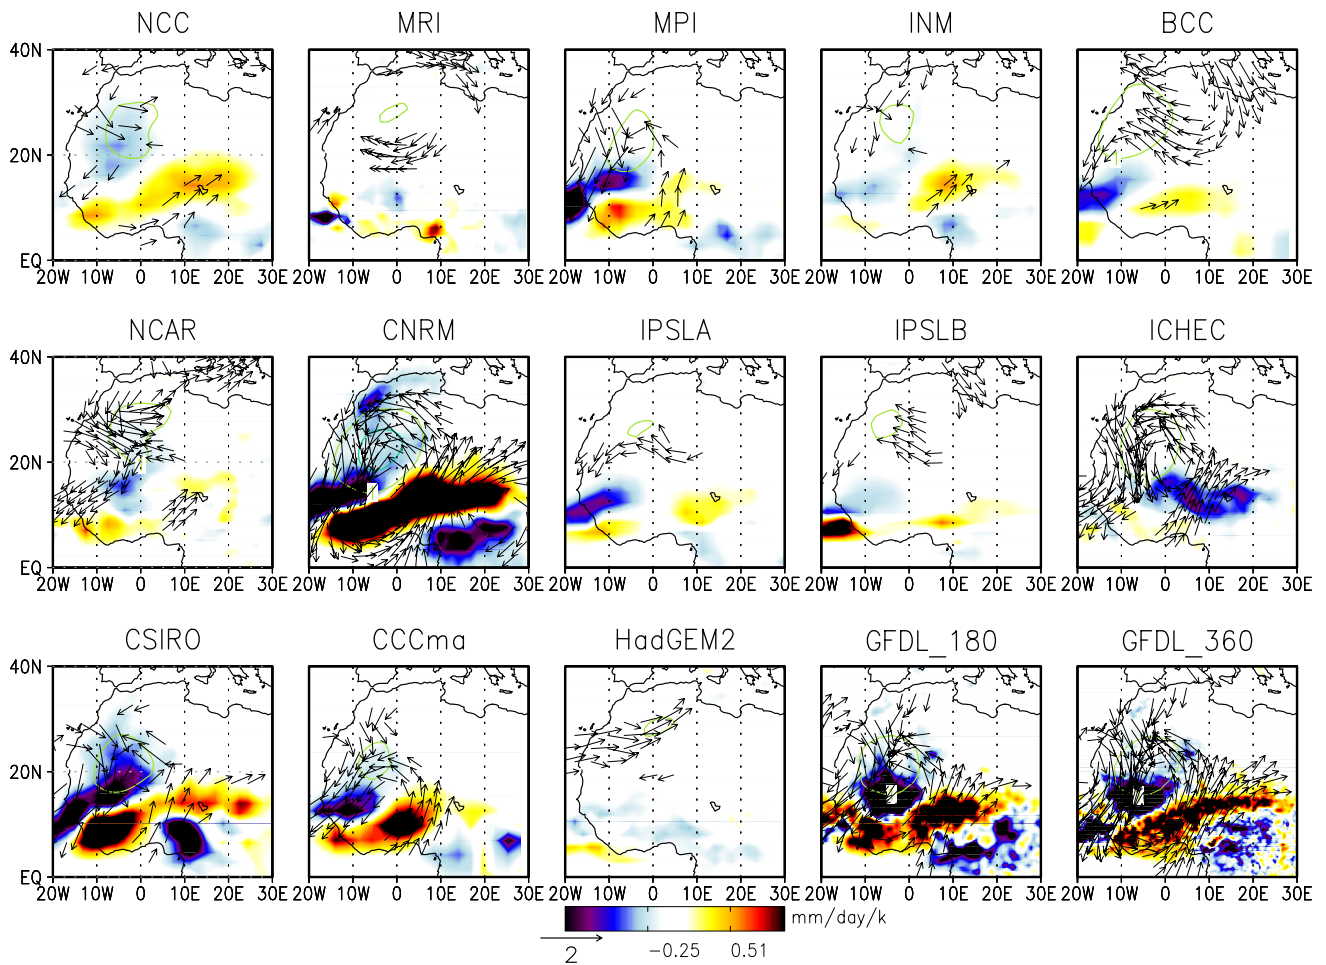 NCC MRI MPI INM BCC
40N
20N
EQ
20W 10W 0 10E 20E 30E 20W 10W 0 10E 20E 30E 20W 10W 0 10E 20E 30E 20W 10W 0 10E 20E 30E 20W 10W 0 10E 20E 30E
NCAR CNRM IPSLA IPSLB ICHEC
40N
20N
EQ
20W 10W 0 10E 20E 30E 20W 10W 0 10E 20E 30E 20W 10W 0 10E 20E 30E 20W 10W 0 10E 20E 30E 20W 10W 0 10E 20E 30E
CSIRO CCCma HadGEM2 GFDL_180 GFDL_360
40N
20N
EQ
20W 10W 0 10E 20E 30E 20W 10W 0 10E 20E 30E 20W 10W 0 10E 20E 30E 20W 10W 0 10E 20E 30E 20W 10W 0 10E 20E 30E
mm/day/k
2 -0.25 0.51